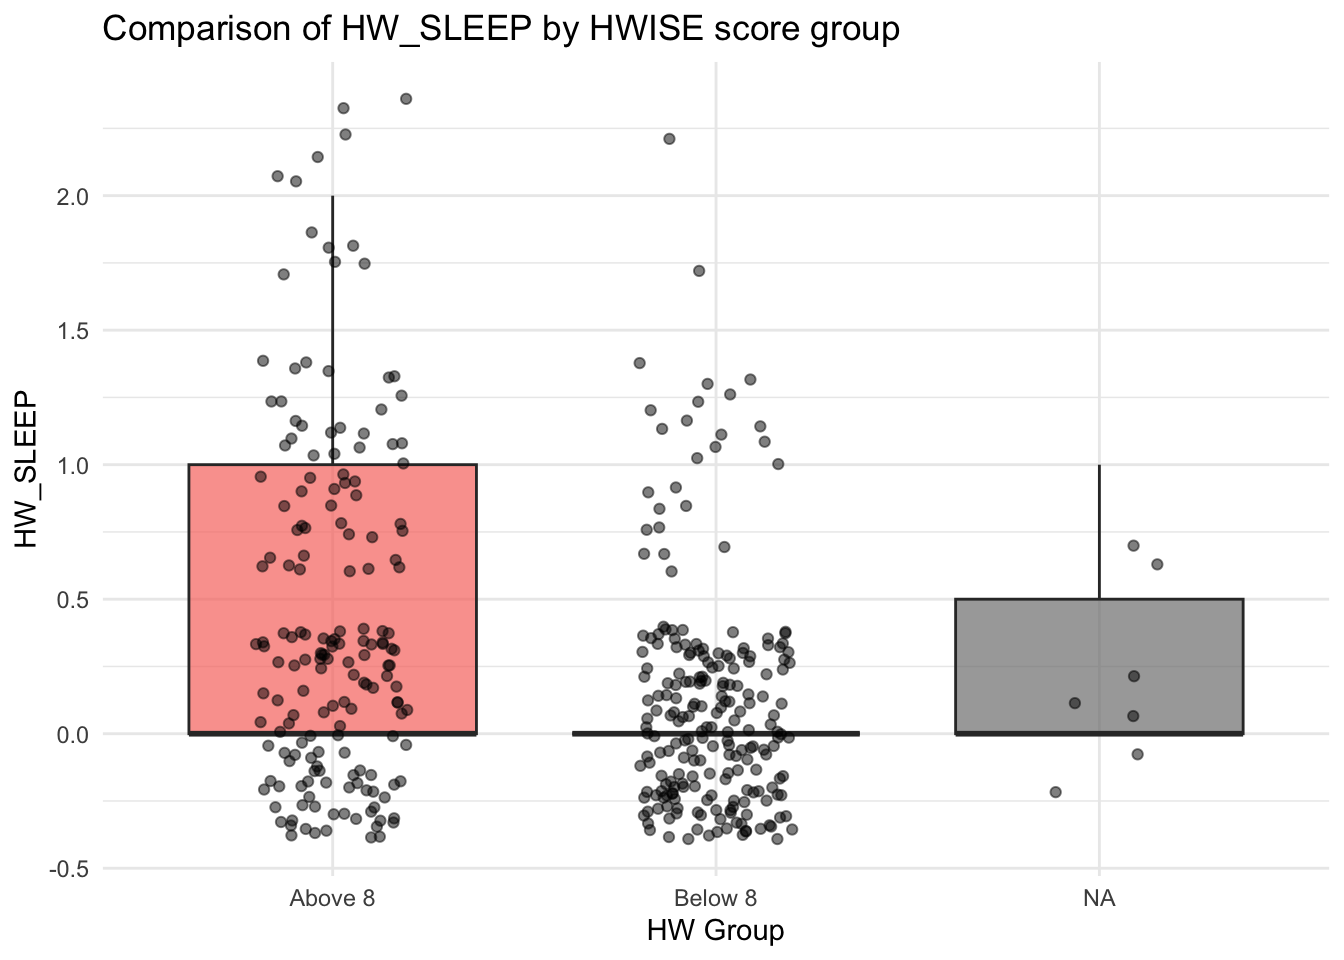 Comparison of HW_SLEEP by HWISE score group
HW_SLEEP
2.0
1.5
1.0
0.5
0.0
-0.5
Above 8
Below 8
NA
HW Group